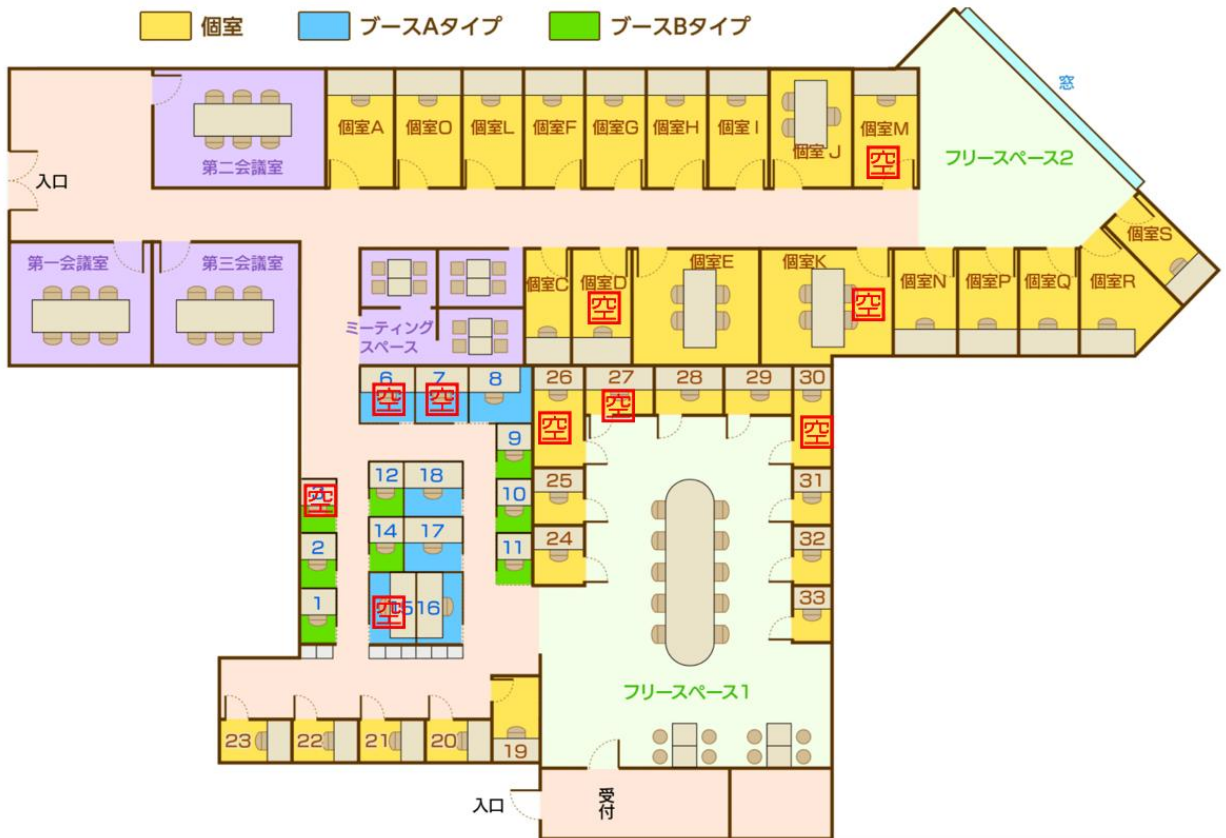 個室
ブースAタイプ
ブースBタイプ
窓
個室A
個室O
個室L
個室F
個室G
個室H
個室I
個室J
個室M
空
第二会議室
フリースペース2
入口
個室S
第一会議室
第三会議室
個室C
個室D
空
個室E
個室K
空
個室N
個室P
個室Q
個室R
ミーティング
スペース
6
空
7
空
8
26
空
27
空
28
29
30
空
9
12
18
25
31
空
10
2
14
17
11
24
32
1
空
15
16
33
フリースペース1
23
22
21
20
19
入口
受付